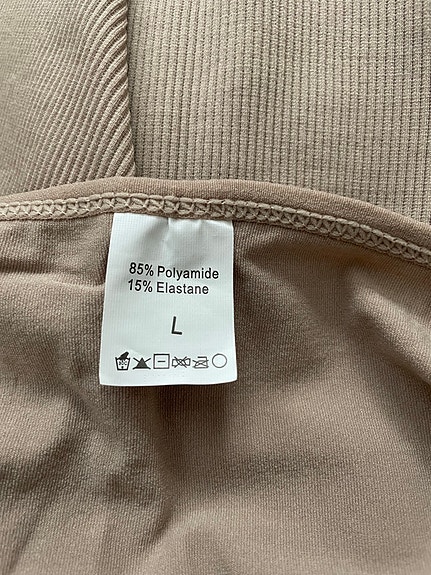 85% Polyamide
15% Elastane
L